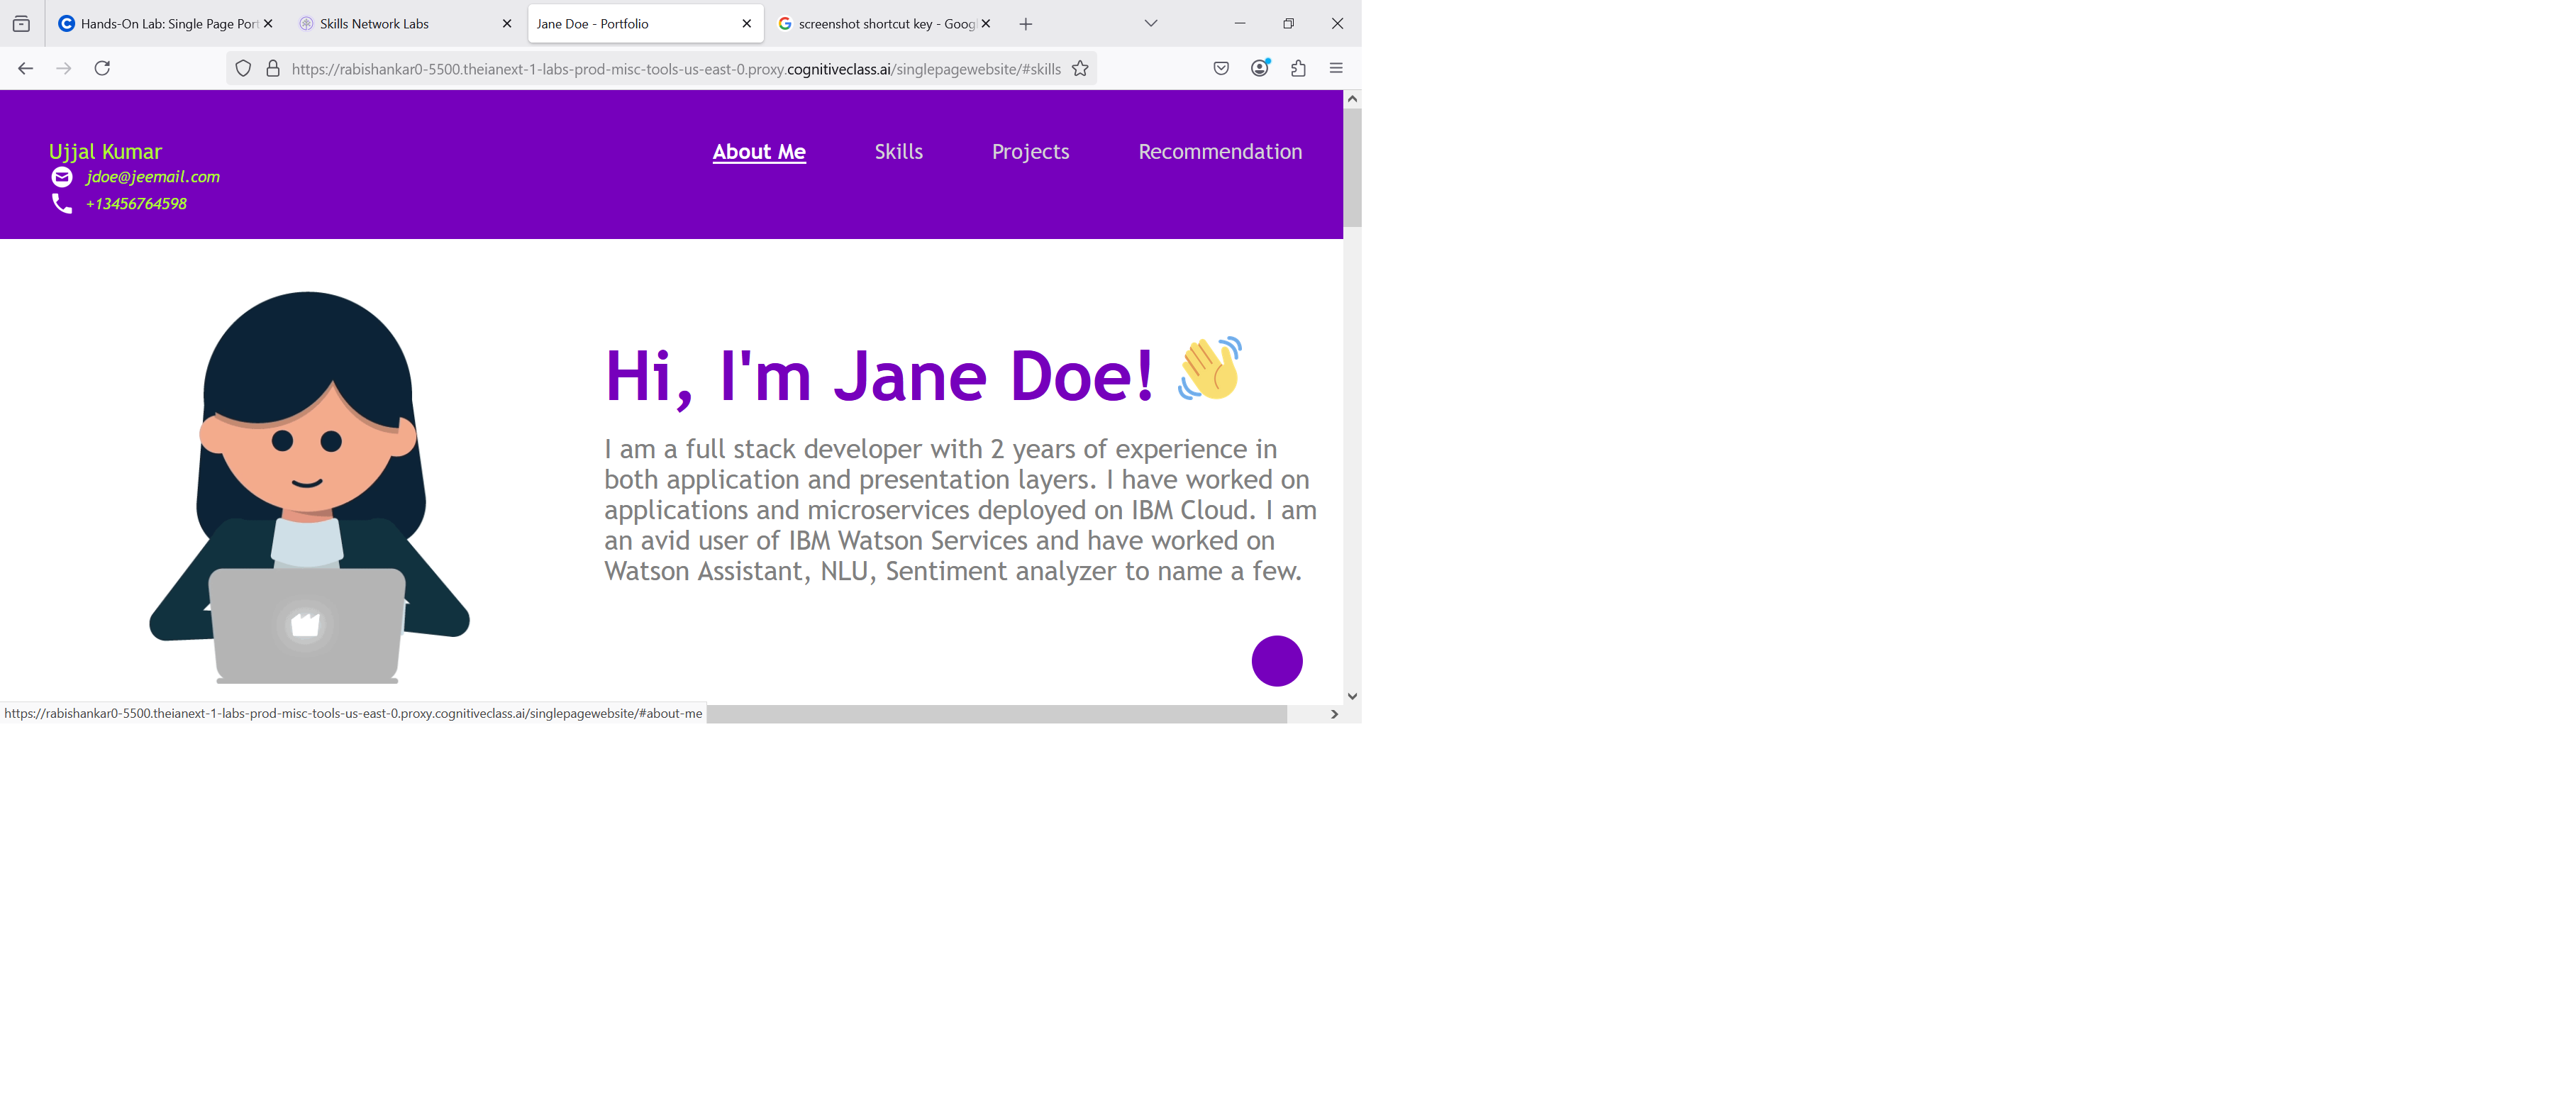 Hands-On Lab: Single Page Port
Skills Network Labs
Jane Doe - Portfolio
screenshot shortcut key - Goog
https://rabishankar0-5500.theianext-1-labs-prod-misc-tools-us-east-0.proxy.cognitiveclass.ai/singlepagewebsite/#skills
Ujjal Kumar
jdoe@jeemail.com
+13456764598
About Me
Skills
Projects
Recommendation
Hi, I'm Jane Doe!
I am a full stack developer with 2 years of experience in
both application and presentation layers. I have worked on
applications and microservices deployed on IBM Cloud. I am
an avid user of IBM Watson Services and have worked on
Watson Assistant, NLU, Sentiment analyzer to name a few.
https://rabishankar0-5500.theianext-1-labs-prod-misc-tools-us-east-0.proxy.cognitiveclass.ai/singlepagewebsite/#about-me